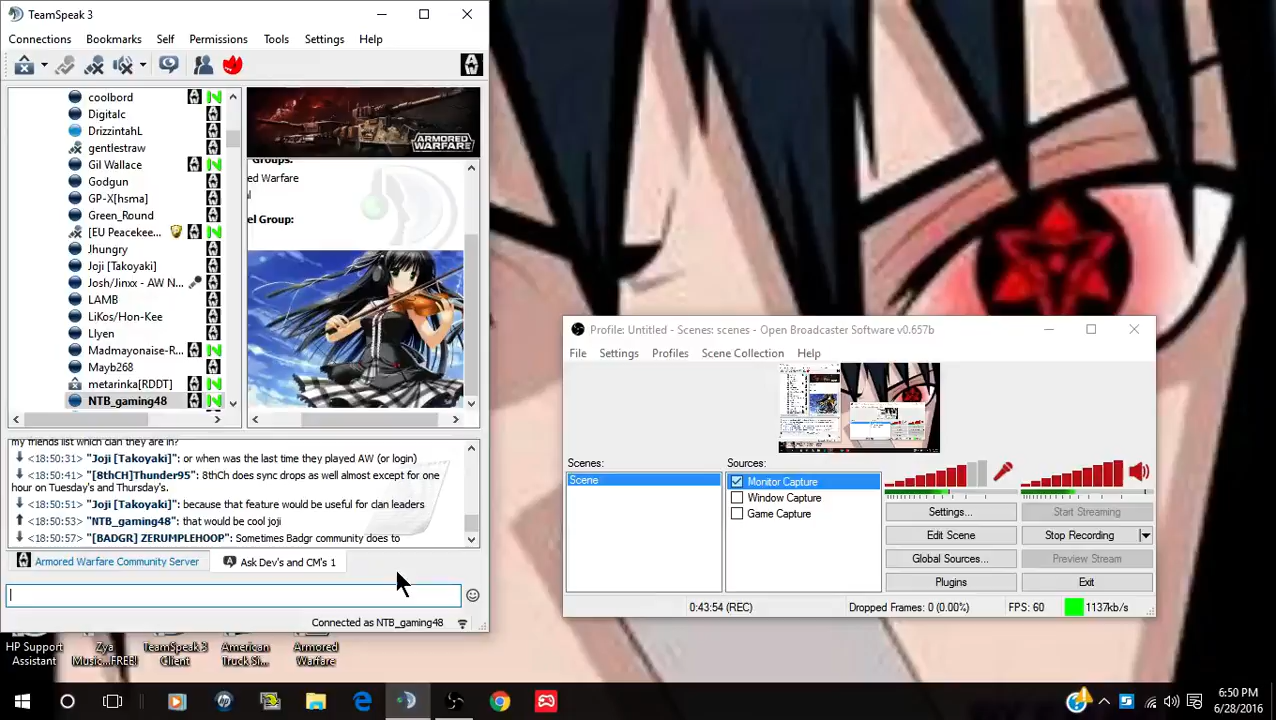 TeamSpeak 3
Connections Bookmarks Self Permissions Tools Settings Help
coolbord
Digitalc
DrizzintahL
gentlestraw
Gil Wallace
Godgun
GP-X[hsma]
Green_Round
[EU Peacekee...
Jhungry
Joji [Takoyaki]
Josh/Jinxx - AW N...
LAMB
LiKos/Hon-Kee
Llyen
Madmayonaise-R...
Mayb268
metarinka[RDDT]
NTB_gaming48
ARMORED
WARFARE
Groups:
ed Warfare
el Group:
my friends list which clan they are in?
<18:50:31> "Joji [Takoyaki]": or when was the last time they played AW (or login)
<18:50:41> "[8thCH]Thunder95": 8thCh does sync drops as well almost except for one
hour on Tuesday's and Thursday's.
<18:50:51> "Joji [Takoyaki]": because that feature would be useful for clan leaders
<18:50:53> "NTB_gaming48": that would be cool joji
<18:50:57> "[BADGR] ZERUMPLEHOOP": Sometimes Badgr community does to
Armored Warfare Community Server
Ask Dev's and CM's 1
Connected as NTB_gaming48
Profile: Untitled - Scenes: scenes - Open Broadcaster Software v0.657b
File Settings Profiles Scene Collection Help
Scenes:
Scene
Sources:
Monitor Capture
Window Capture
Game Capture
Settings...
Start Streaming
Edit Scene
Stop Recording
Global Sources...
Preview Stream
Plugins
Exit
0:43:54 (REC)
Dropped Frames: 0 (0.00%)
FPS: 60
1137kb/s
HP Support
Assistant
Zya
Music...FREE!
TeamSpeak 3
Client
American
Truck Si...
Armored
Warfare
6:50 PM
6/28/2016